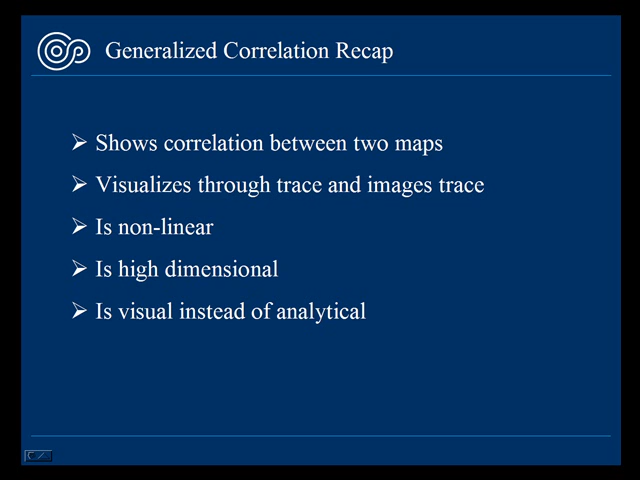 Generalized Correlation Recap
Shows correlation between two maps
Visualizes through trace and images trace
Is non-linear
Is high dimensional
Is visual instead of analytical